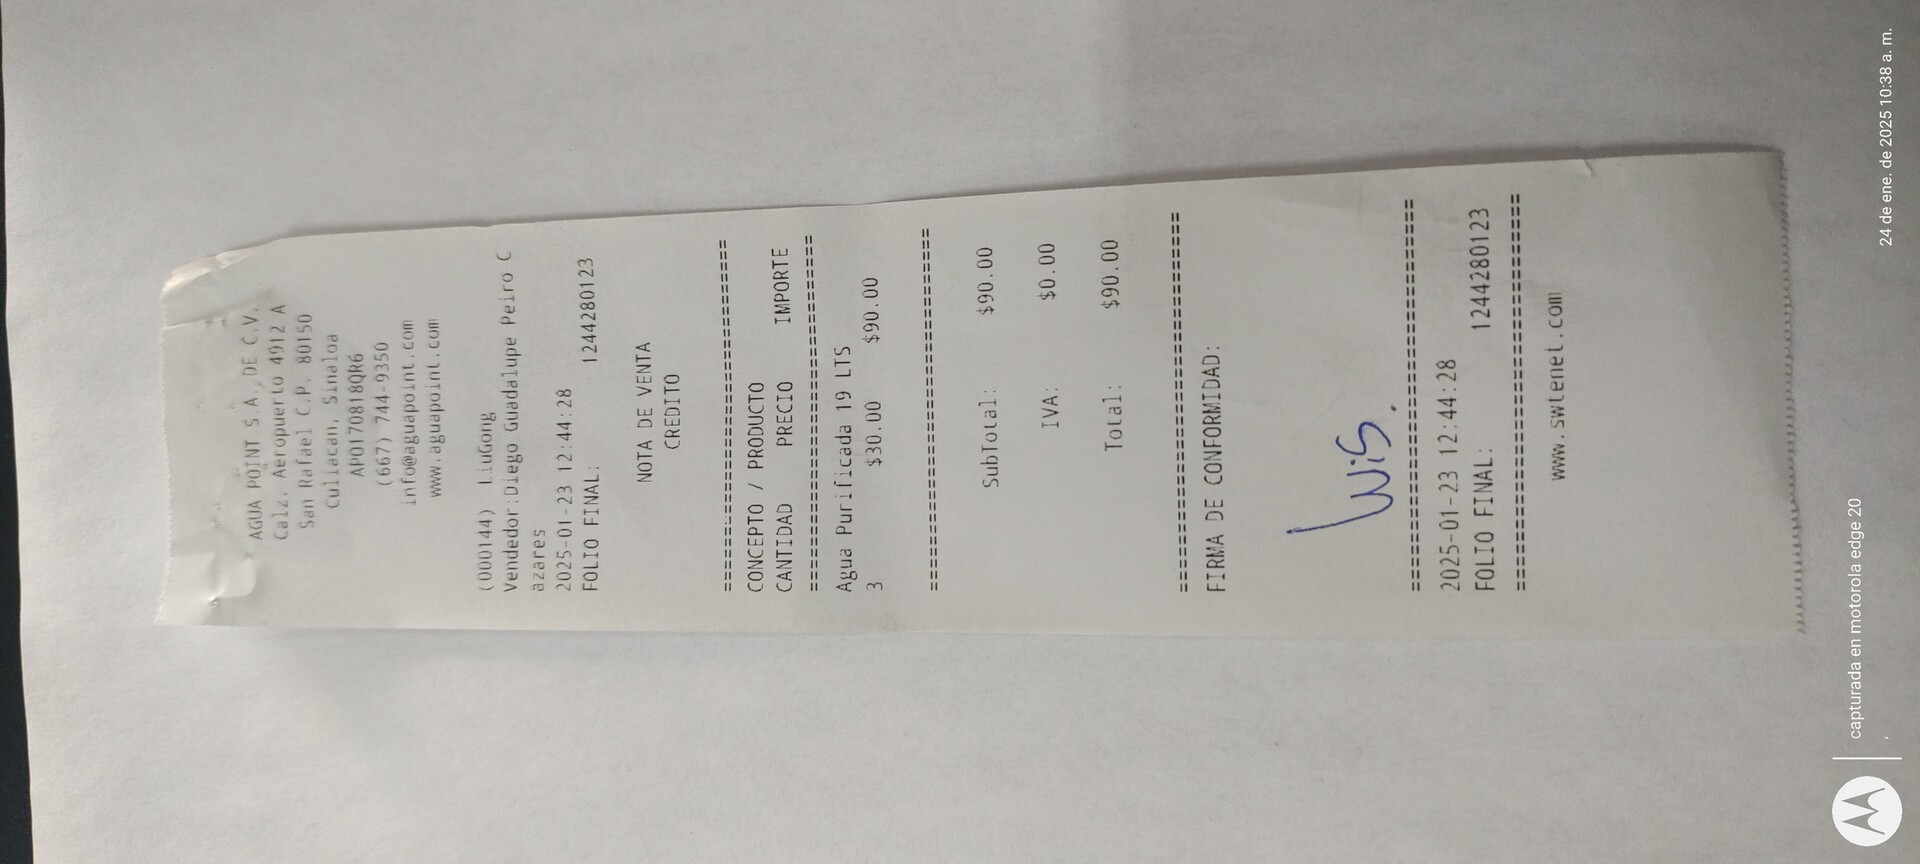 AGUA POINT S.A. DE C.V.
Calz. Aeropuerto 4912 A
San Rafael C.P. 80150
Culiacan, Sinaloa
APO170818QR6
(667) 744-9350
info@aguapoint.com
www.aguapoint.com
(000144) LiuGong
Vendedor:Diego Guadalupe Peiro C
azares
2025-01-23 12:44:28
FOLIO FINAL: 1244280123
NOTA DE VENTA
CREDITO
================================
CONCEPTO / PRODUCTO
CANTIDAD PRECIO IMPORTE
================================
Agua Purificada 19 LTS
3 $30.00 $90.00
================================
SubTotal: $90.00
IVA: $0.00
Total: $90.00
================================
FIRMA DE CONFORMIDAD:
Luis.
================================
2025-01-23 12:44:28
FOLIO FINAL: 1244280123
================================
www.swtenet.com
capturada en motorola edge 20
24 de ene. de 2025 10:38 a. m.